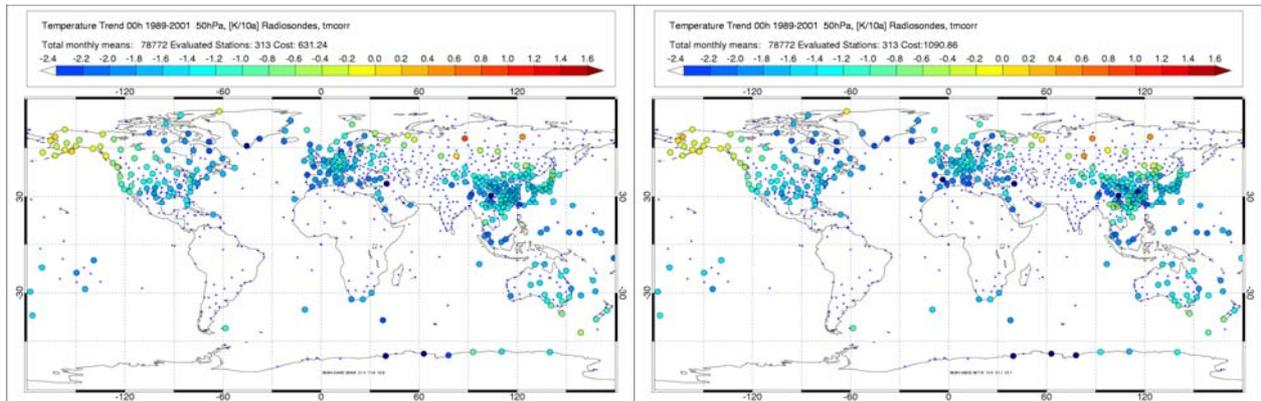 Temperature Trend 00h 1989-2001 50hPa, [K/10a] Radiosondes, tmcorr
Total monthly means: 78772 Evaluated Stations: 313 Cost: 631.24
-2.4 -2.2 -2.0 -1.8 -1.6 -1.4 -1.2 -1.0 -0.8 -0.6 -0.4 -0.2 0.0 0.2 0.4 0.6 0.8 1.0 1.2 1.4 1.6
-120 -60 0 60 120
30 30
-30 -30
-120 -60 0 60 120
Temperature Trend 00h 1989-2001 50hPa, [K/10a] Radiosondes, tmcorr
Total monthly means: 78772 Evaluated Stations: 313 Cost:1090.86
-2.4 -2.2 -2.0 -1.8 -1.6 -1.4 -1.2 -1.0 -0.8 -0.6 -0.4 -0.2 0.0 0.2 0.4 0.6 0.8 1.0 1.2 1.4 1.6
-120 -60 0 60 120
30 30
-30 -30
-120 -60 0 60 120